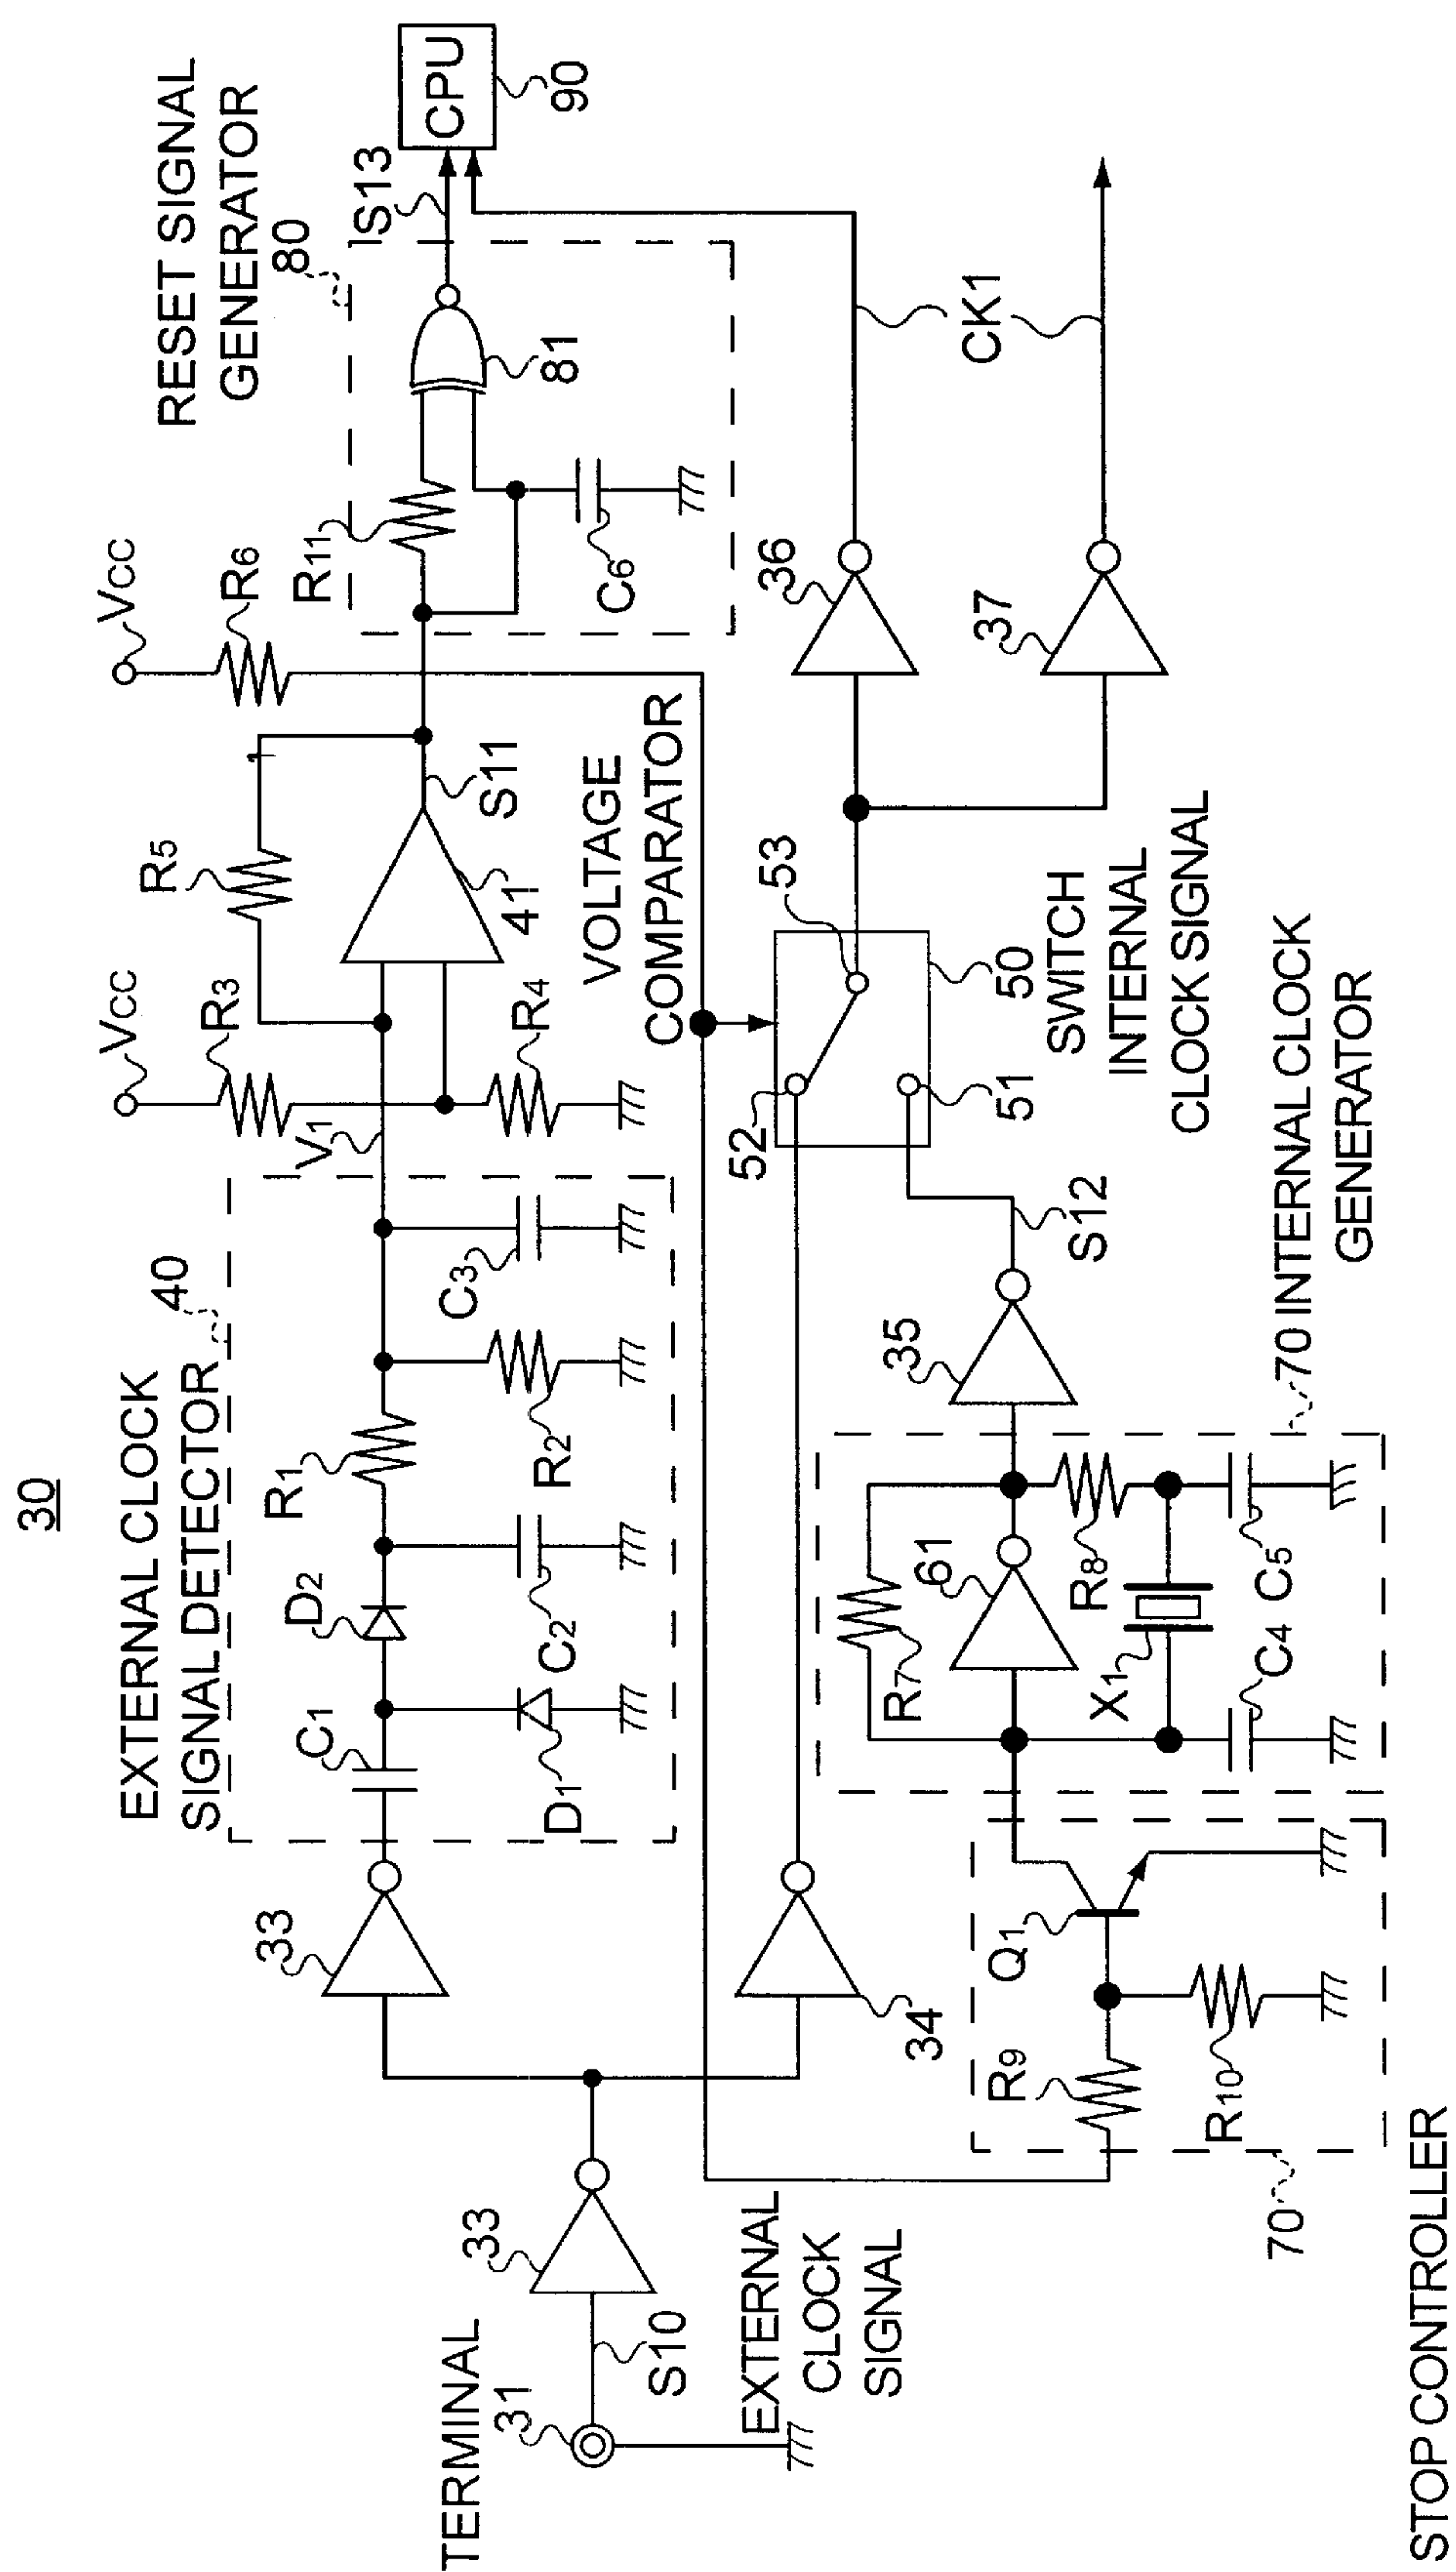 30
EXTERNAL CLOCK
SIGNAL DETECTOR
40
RESET SIGNAL
GENERATOR
80
Vcc
Vcc
R3
R5
R6
C1
D2
R1
V1
S11
R11
S13
CPU
90
33
D1
C2
R2
C3
R4
41
VOLTAGE
COMPARATOR
C6
81
TERMINAL
31
33
S10
EXTERNAL
CLOCK
SIGNAL
34
52
53
51
50
SWITCH
INTERNAL
CLOCK SIGNAL
36
37
CK1
R7
61
35
S12
R8
X1
C4
C5
70 INTERNAL CLOCK
GENERATOR
R9
Q1
R10
70
STOP CONTROLLER